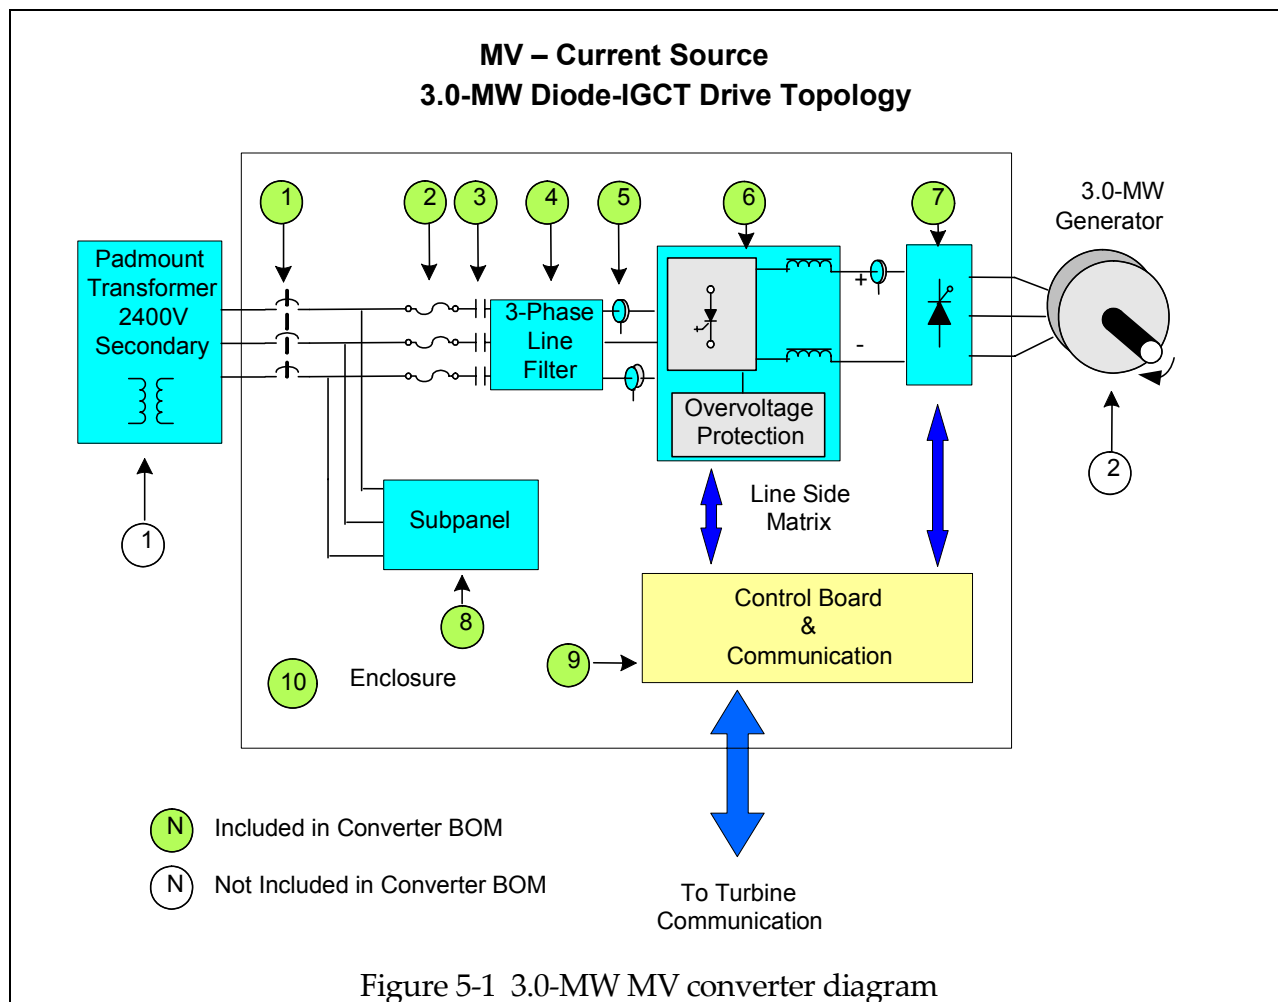 MV – Current Source
3.0-MW Diode-IGCT Drive Topology
1
2
3
4
5
6
7
3.0-MW
Generator
Padmount
Transformer
2400V
Secondary
3-Phase
Line
Filter
+
-
Overvoltage
Protection
Line Side
Matrix
1
2
Subpanel
8
Control Board
&
Communication
9
10
Enclosure
N Included in Converter BOM
N Not Included in Converter BOM
To Turbine
Communication
Figure 5-1 3.0-MW MV converter diagram